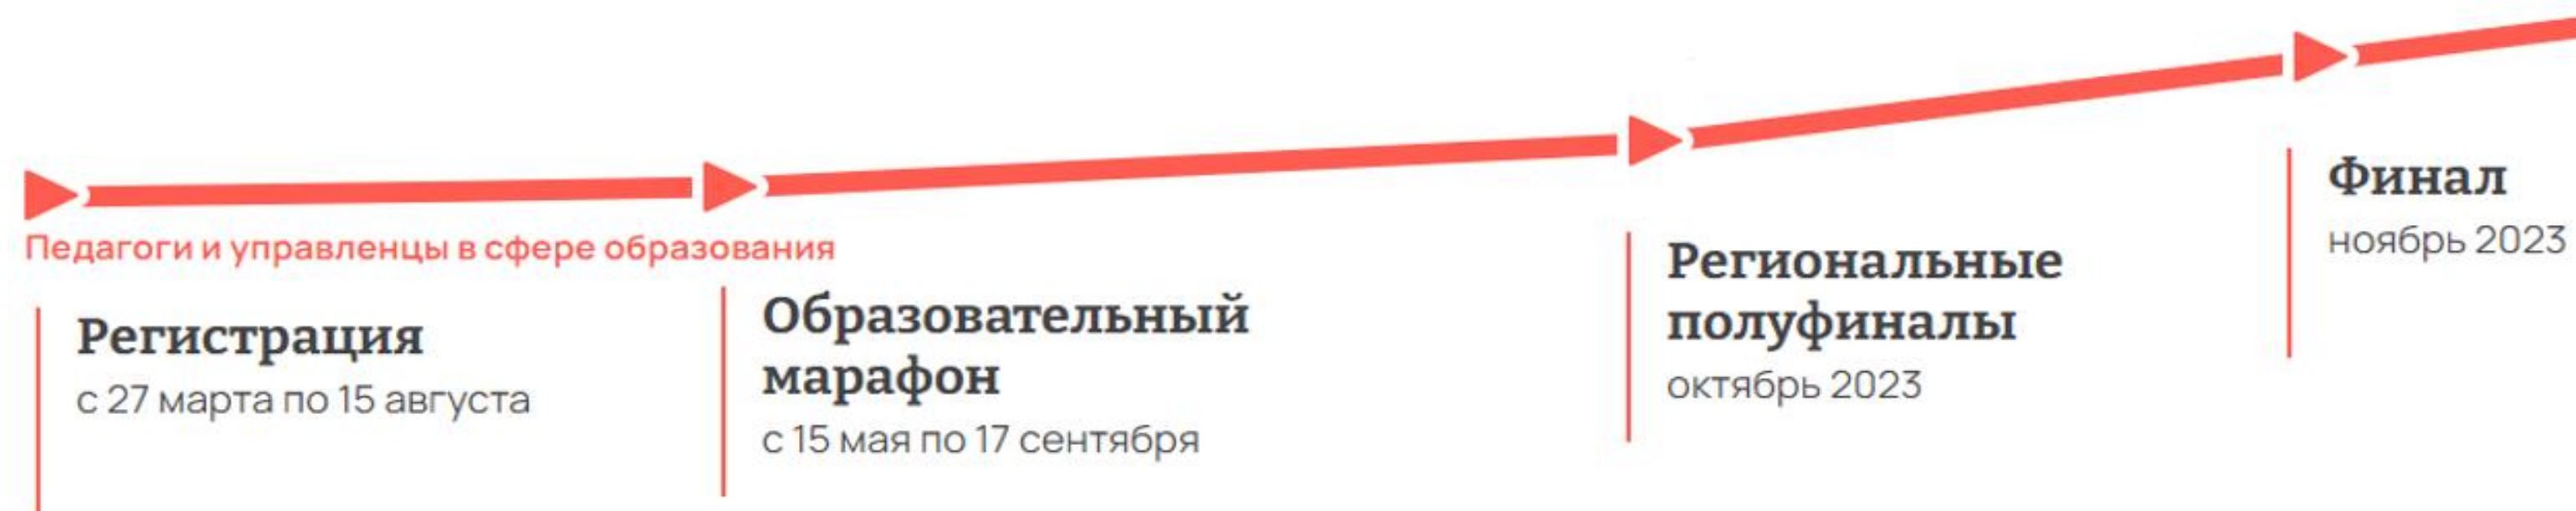 Педагоги и управленцы в сфере образования
Регистрация
с 27 марта по 15 августа
Образовательный
марафон
с 15 мая по 17 сентября
Региональные
полуфиналы
октябрь 2023
Финал
ноябрь 2023